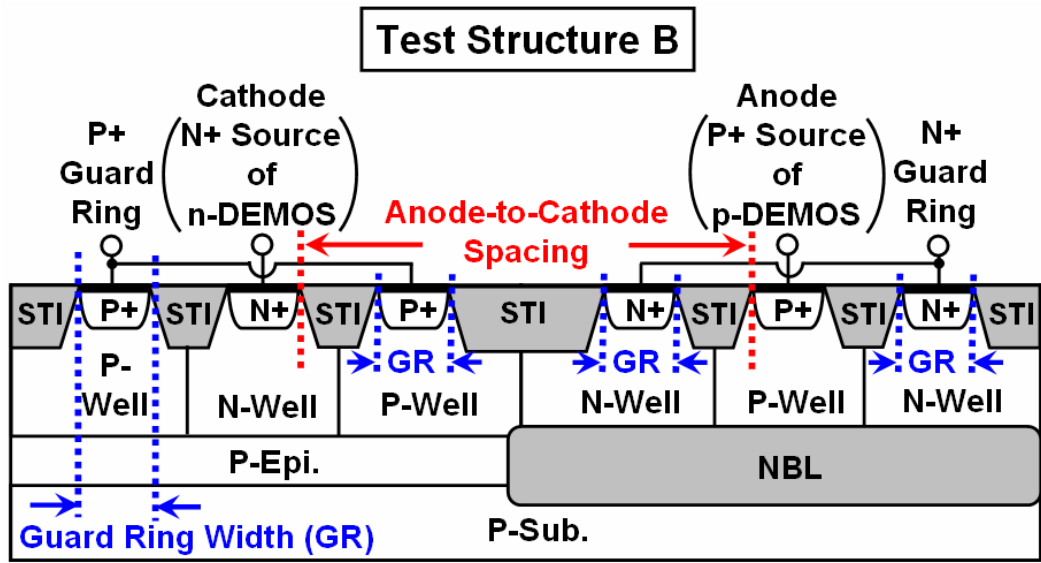 Test Structure B
P+
Guard
Ring
Cathode
N+ Source
of
n-DEMOS
Anode-to-Cathode
Spacing
Anode
P+ Source
of
p-DEMOS
N+
Guard
Ring
STI P+ STI N+ STI P+ STI N+ STI P+ STI N+ STI
GR GR GR
P-
Well
N-Well P-Well N-Well P-Well N-Well
P-Epi. NBL
Guard Ring Width (GR) P-Sub.